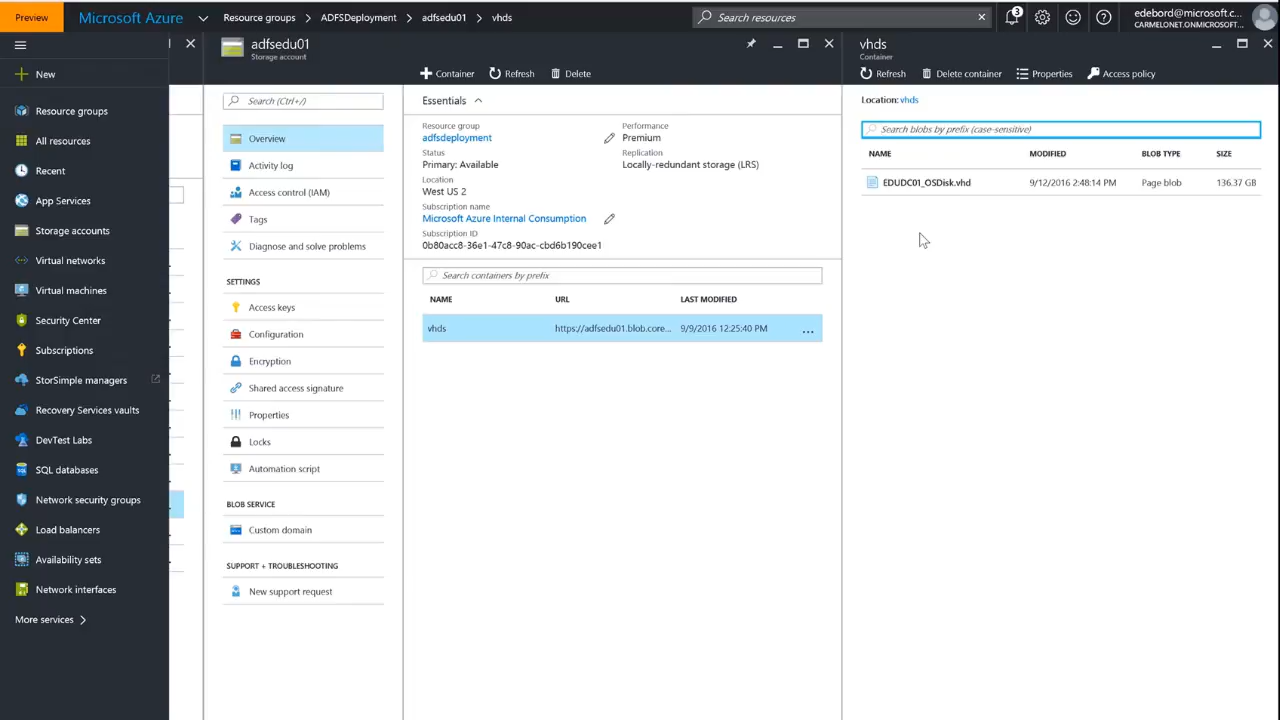 Preview
Microsoft Azure
Resource groups > ADFSDeployment > adfsedu01 > vhds
Search resources
3
edebord@microsoft.c...
CARMELONET.ONMICROSOFT...
New
Resource groups
All resources
Recent
App Services
Storage accounts
Virtual networks
Virtual machines
Security Center
Subscriptions
StorSimple managers
Recovery Services vaults
DevTest Labs
SQL databases
Network security groups
Load balancers
Availability sets
Network interfaces
More services
adfsedu01
Storage account
Search (Ctrl+/)
Overview
Activity log
Access control (IAM)
Tags
Diagnose and solve problems
SETTINGS
Access keys
Configuration
Encryption
Shared access signature
Properties
Locks
Automation script
BLOB SERVICE
Custom domain
SUPPORT + TROUBLESHOOTING
New support request
Container Refresh Delete
Essentials
Resource group
adfsdeployment
Status
Primary: Available
Location
West US 2
Subscription name
Microsoft Azure Internal Consumption
Subscription ID
0b80acc8-36e1-47c8-90ac-cbd6b190cee1
Performance
Premium
Replication
Locally-redundant storage (LRS)
Search containers by prefix
NAME URL LAST MODIFIED
vhds https://adfsedu01.blob.core... 9/9/2016 12:25:40 PM ...
vhds
Container
Refresh Delete container Properties Access policy
Location: vhds
Search blobs by prefix (case-sensitive)
NAME MODIFIED BLOB TYPE SIZE
EDUDC01_OSDisk.vhd 9/12/2016 2:48:14 PM Page blob 136.37 GB